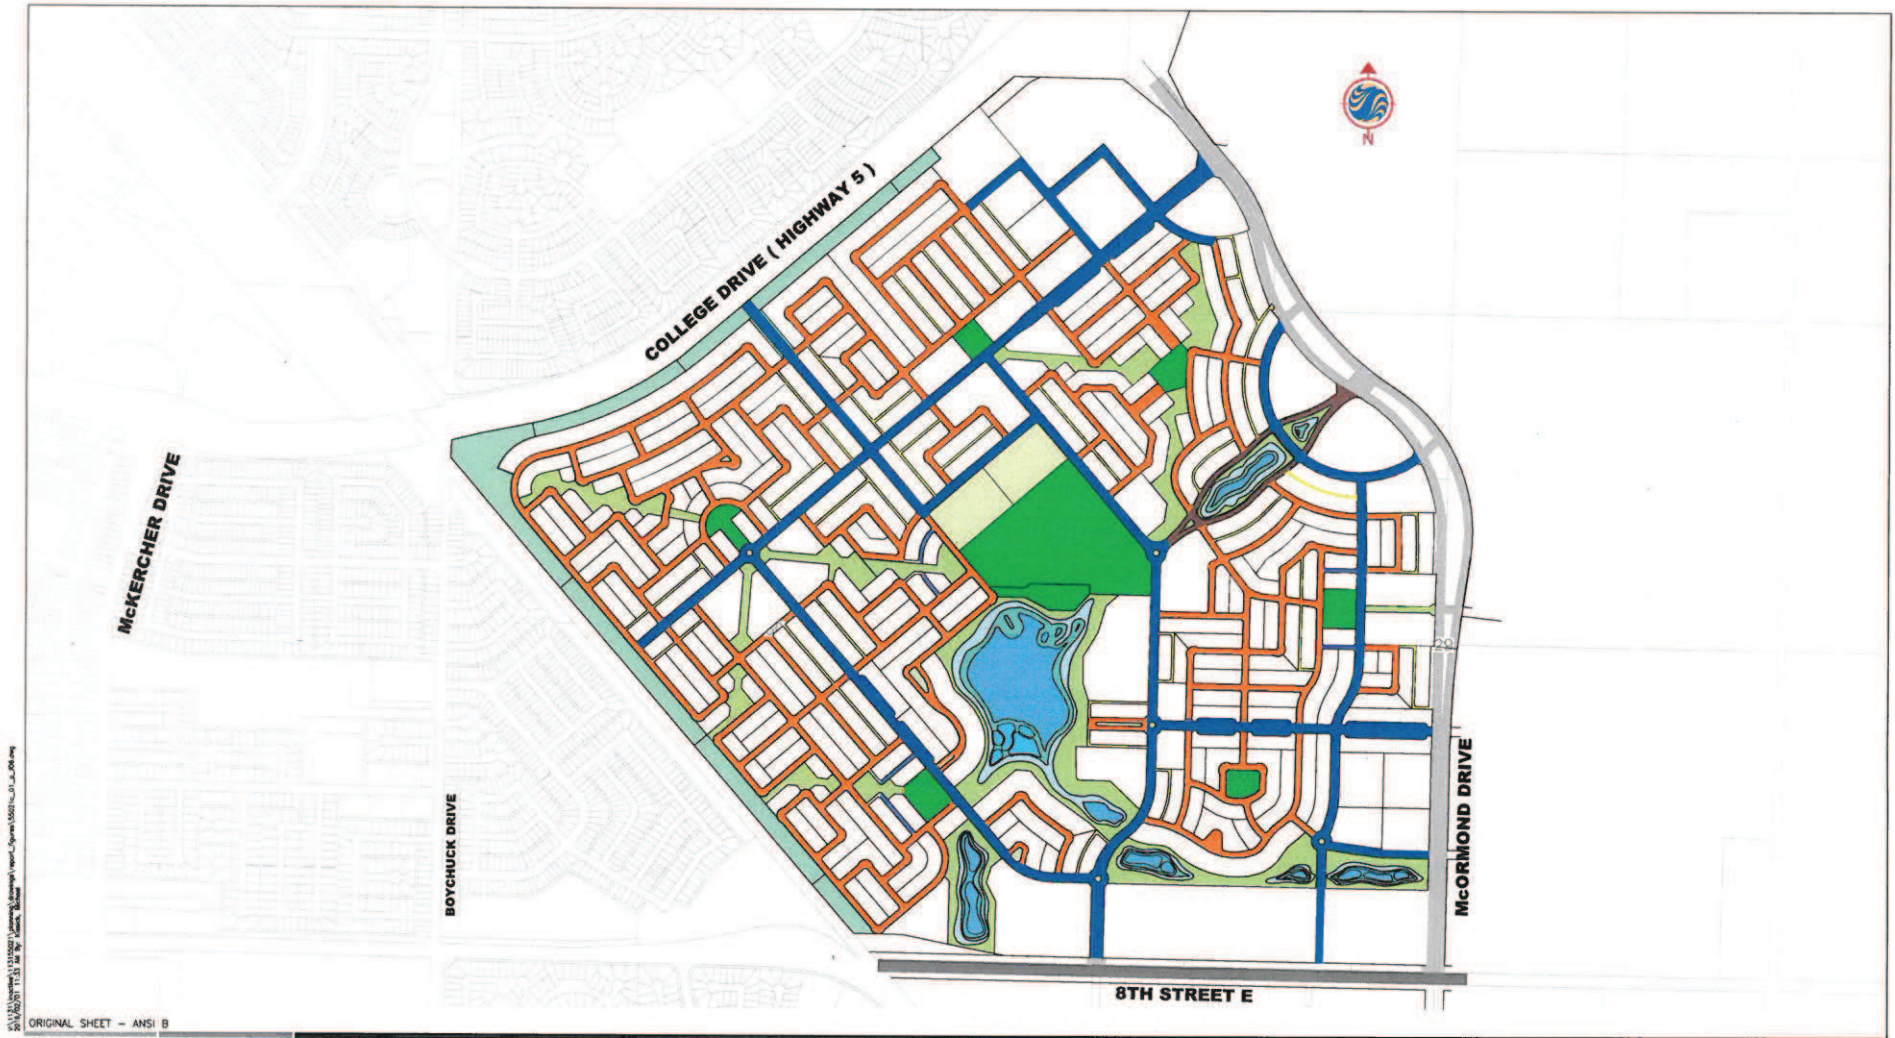 N
COLLEGE DRIVE ( HIGHWAY 5 )
McKERCHER DRIVE
BOYCHUCK DRIVE
McORMOND DRIVE
8TH STREET E
ORIGINAL SHEET - ANSI B